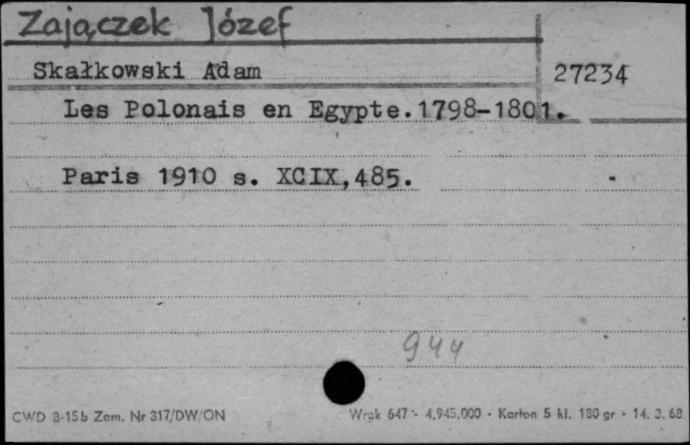 Zajączek Józef
Skałkowski Adam
27234
Les Polonais en Egypte.1798-1801.
Paris 1910 s. XCIX,485.
944
CWD B-15b Zam. Nr 317/DW/ON
Wrak 647 - 4.945.000 - Karton 5 kl. 180 gr - 14. 3. 68